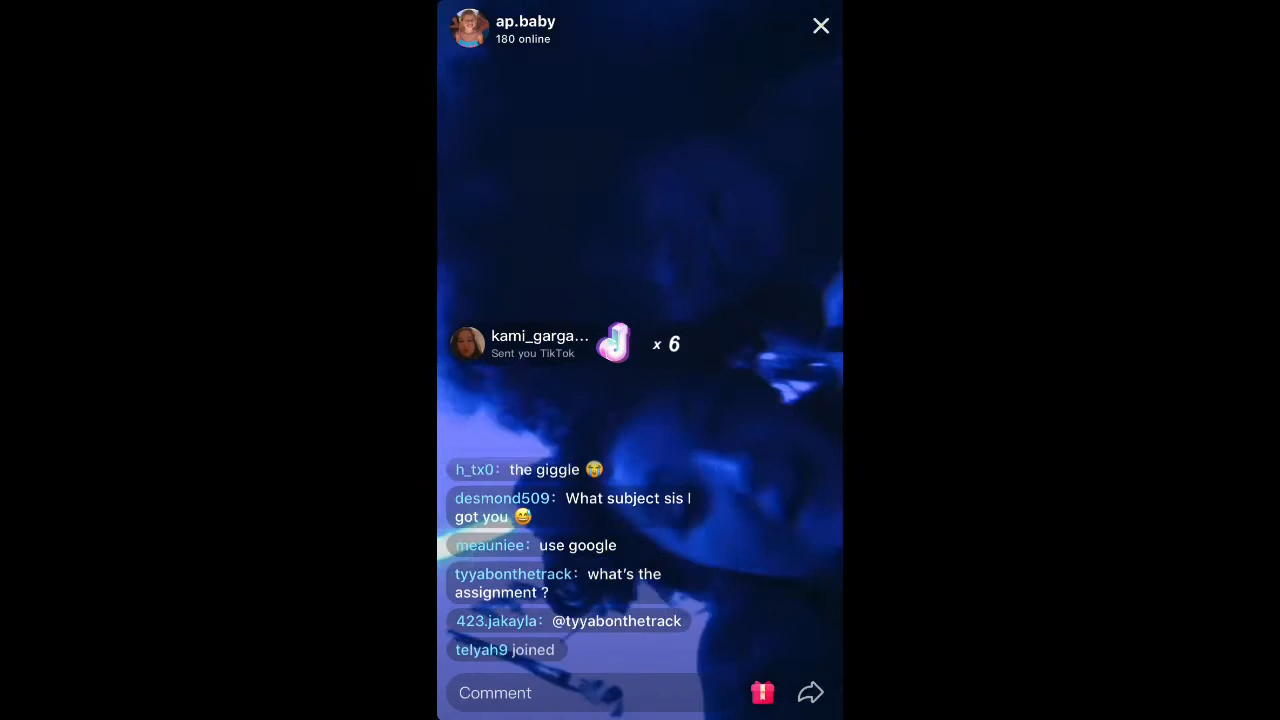 ap.baby
180 online
kami_garga...
Sent you TikTok
x 6
h_tx0: the giggle 😭
desmond509: What subject sis I
got you 😅
meauniee: use google
tyyabonthetrack: what's the
assignment ?
423.jakayla: @tyyabonthetrack
telyah9 joined
Comment